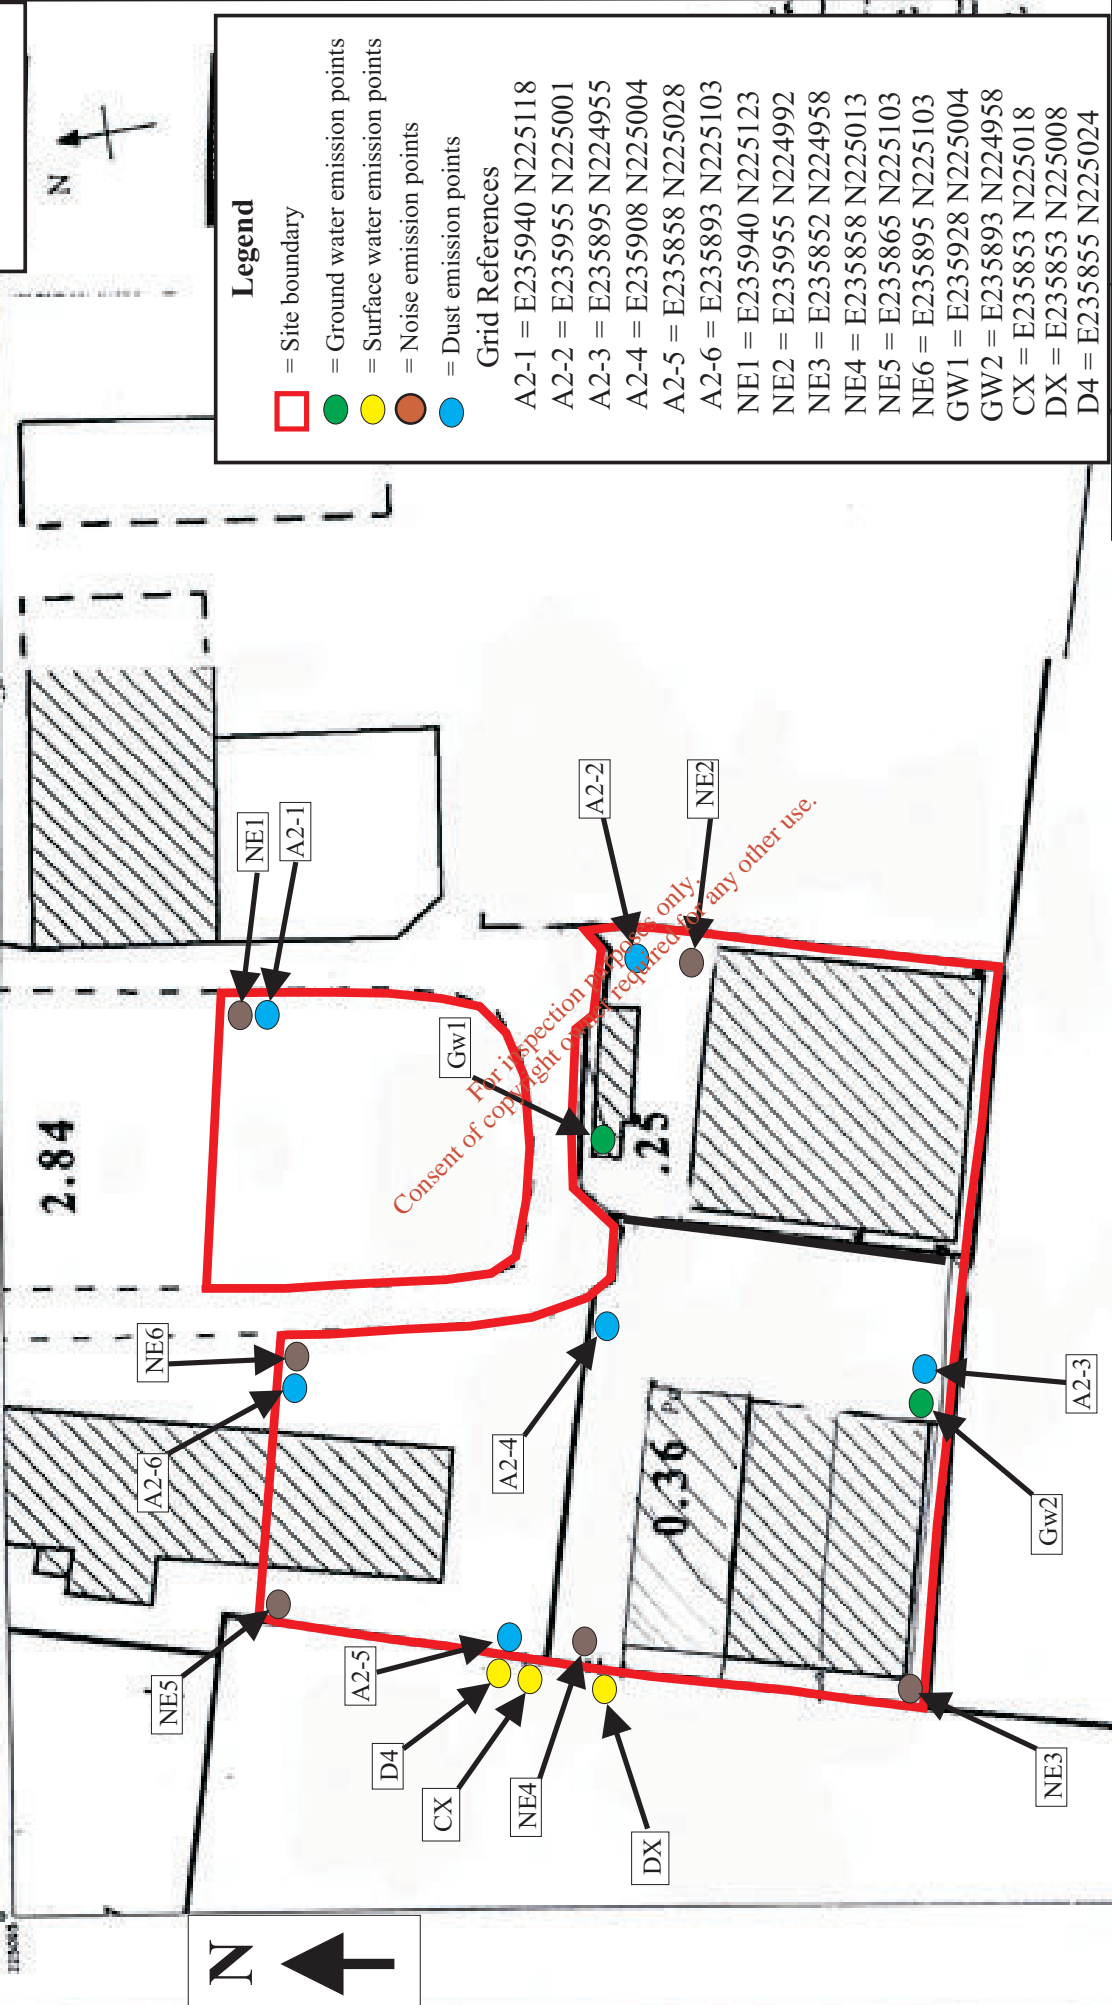 N
Legend
= Site boundary
= Ground water emission points
= Surface water emission points
= Noise emission points
= Dust emission points
Grid References
A2-1 = E235940 N225118
A2-2 = E235955 N225001
A2-3 = E235895 N224955
A2-4 = E235908 N225004
A2-5 = E235858 N225028
A2-6 = E235893 N225103
NE1 = E235940 N225123
NE2 = E235955 N224992
NE3 = E235852 N224958
NE4 = E235858 N225013
NE5 = E235865 N225103
NE6 = E235895 N225103
GW1 = E235928 N225004
GW2 = E235893 N224958
CX = E235853 N225018
DX = E235853 N225008
D4 = E235855 N225024
N
2.84
NE5
A2-6
NE6
NE1
A2-1
A2-5
D4
CX
NE4
DX
A2-4
Gw1
A2-2
NE2
.25
0.36
NE3
Gw2
A2-3
For inspection purposes only.
Consent of copyright owner required for any other use.